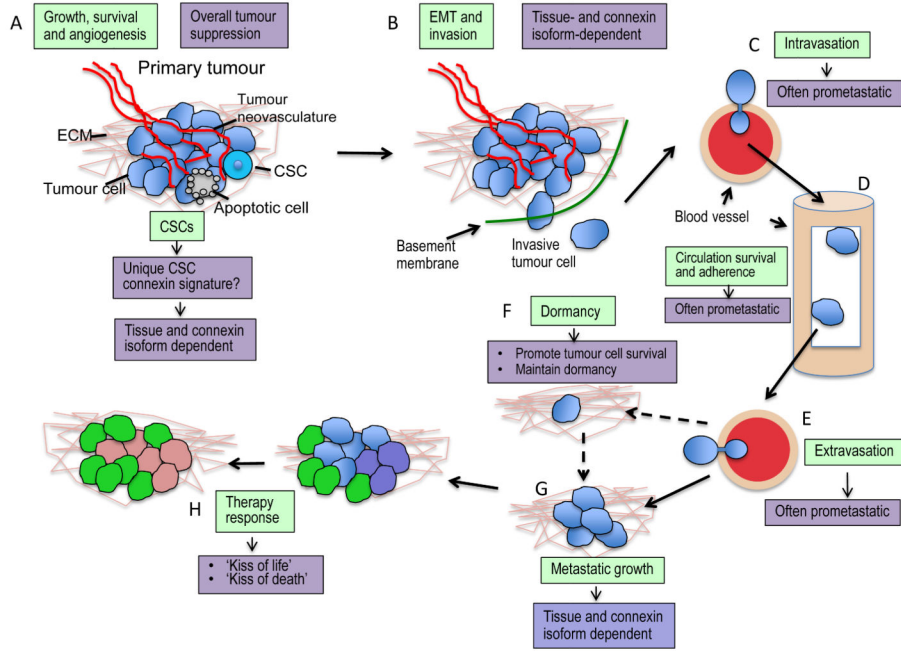 A
Growth, survival
and angiogenesis
Overall tumour
suppression
Primary tumour
Tumour
neovasculature
ECM
CSC
Tumour cell
Apoptotic cell
CSCs
Unique CSC
connexin signature?
Tissue and connexin
isoform dependent
B
EMT and
invasion
Tissue- and connexin
isoform-dependent
Basement
membrane
Invasive
tumour cell
C
Intravasation
Often prometastatic
D
Blood vessel
Circulation survival
and adherence
Often prometastatic
E
Extravasation
Often prometastatic
F
Dormancy
• Promote tumour cell survival
• Maintain dormancy
G
Metastatic growth
Tissue and connexin
isoform dependent
H
Therapy
response
• ‘Kiss of life’
• ‘Kiss of death’